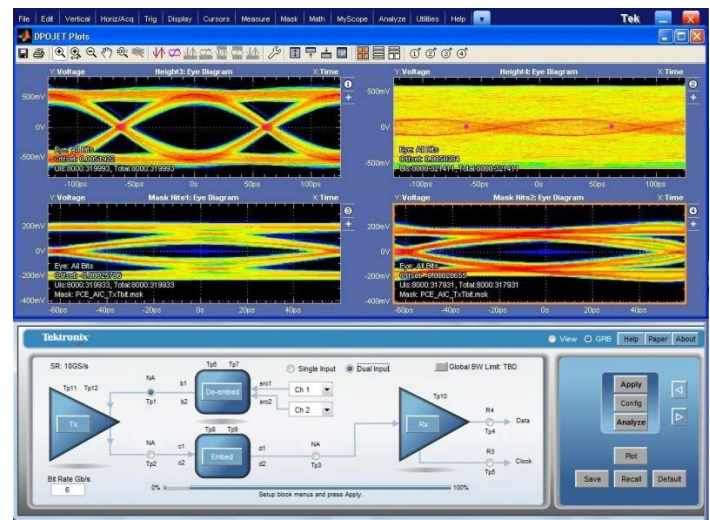 File Edit Vertical Horiz/Acq Trig Display Cursors Measure Mask Math MyScope Analyze Utilities Help Tek
DPOJET Plots
Y:Voltage Height3: Eye Diagram X:Time
500mV
0V
-500mV
Eye: All Bits
Uis:8000:319993, Total:8000:319993
-100ps -50ps 0s 50ps 100ps
Y:Voltage Height4: Eye Diagram X:Time
500mV
0V
-500mV
Eye: All Bits
Uis:8000:321411, Total:8000:321411
-100ps -50ps 0s 50ps 100ps
Y:Voltage Mask Hits1: Eye Diagram X:Time
200mV
0V
-200mV
-400mV
Eye: All Bits
Uis:8000:319933, Total:8000:319933
Mask: PCE_AIC_TxTbit.msk
-60ps -40ps -20ps 0s 20ps 40ps 60ps
Y:Voltage Mask Hits2: Eye Diagram X:Time
200mV
0V
-200mV
-400mV
Eye: All Bits
Uis:8000:317931, Total:8000:317931
Mask: PCE_AIC_TxTbit.msk
-60ps -40ps -20ps 0s 20ps 40ps
Tektronix
View GPIB Help Paper About
SR: 10GS/s
Tp6 Tp7
Single Input Dual Input
Global BW Limit: TBD
Tp11 Tp12
NA
b1
De-embed
src1
Ch 1
Tp10
Tp1
b2
src2
Ch 2
R4
Tx
Tp8 Tp9
Rx
Tp4
Data
NA
c1
Embed
d1
NA
R3
Tp2
c2
d2
Tp3
Tp5
Clock
Bit Rate Gb/s
6
0% 100%
Setup block menus and press Apply.
Apply
Config
Analyze
Plot
Save Recall Default